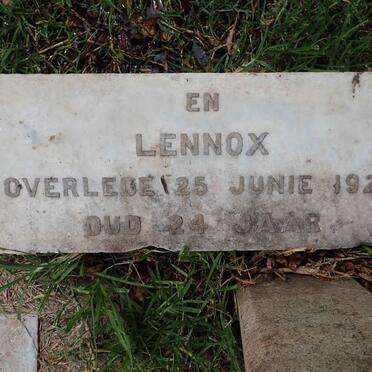 EN
LENNOX
OVERLEDE 25 JUNIE 192
OUD 24 JAAR